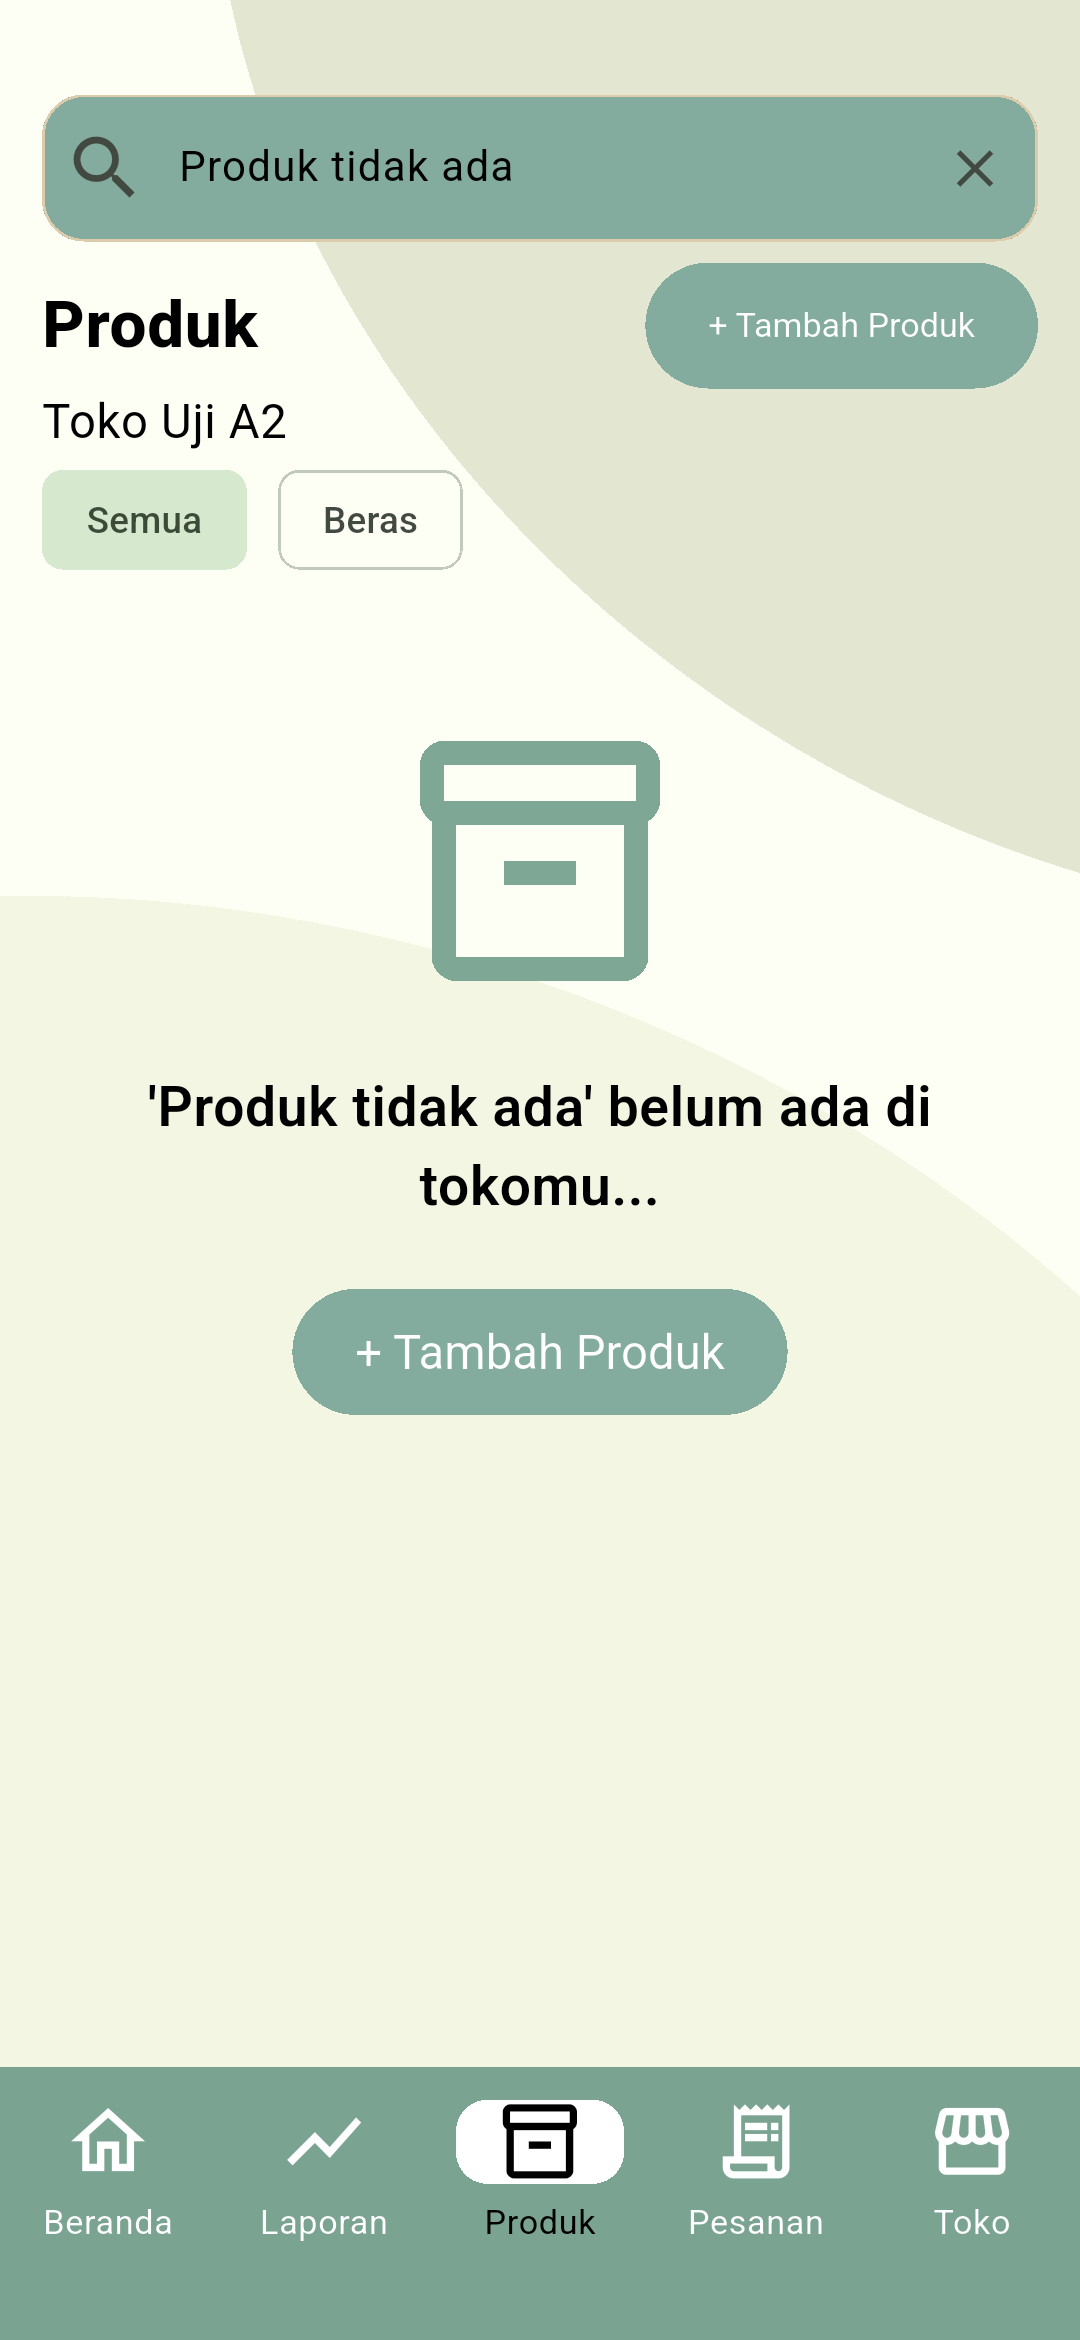 Produk tidak ada
Produk
+ Tambah Produk
Toko Uji A2
Semua
Beras
'Produk tidak ada' belum ada di
tokomu...
+ Tambah Produk
Beranda
Laporan
Produk
Pesanan
Toko